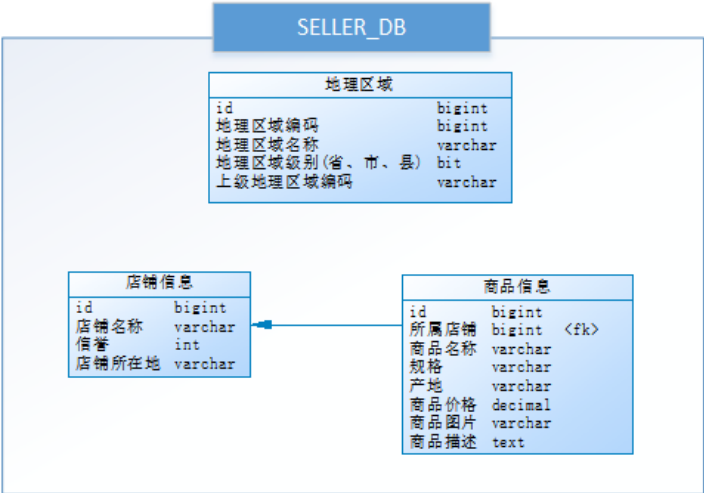 SELLER_DB
地理区域
id bigint
地理区域编码 bigint
地理区域名称 varchar
地理区域级别(省、市、县) bit
上级地理区域编码 varchar
店铺信息
id bigint
店铺名称 varchar
信誉 int
店铺所在地 varchar
商品信息
id bigint
所属店铺 bigint <fk>
商品名称 varchar
规格 varchar
产地 varchar
商品价格 decimal
商品图片 varchar
商品描述 text